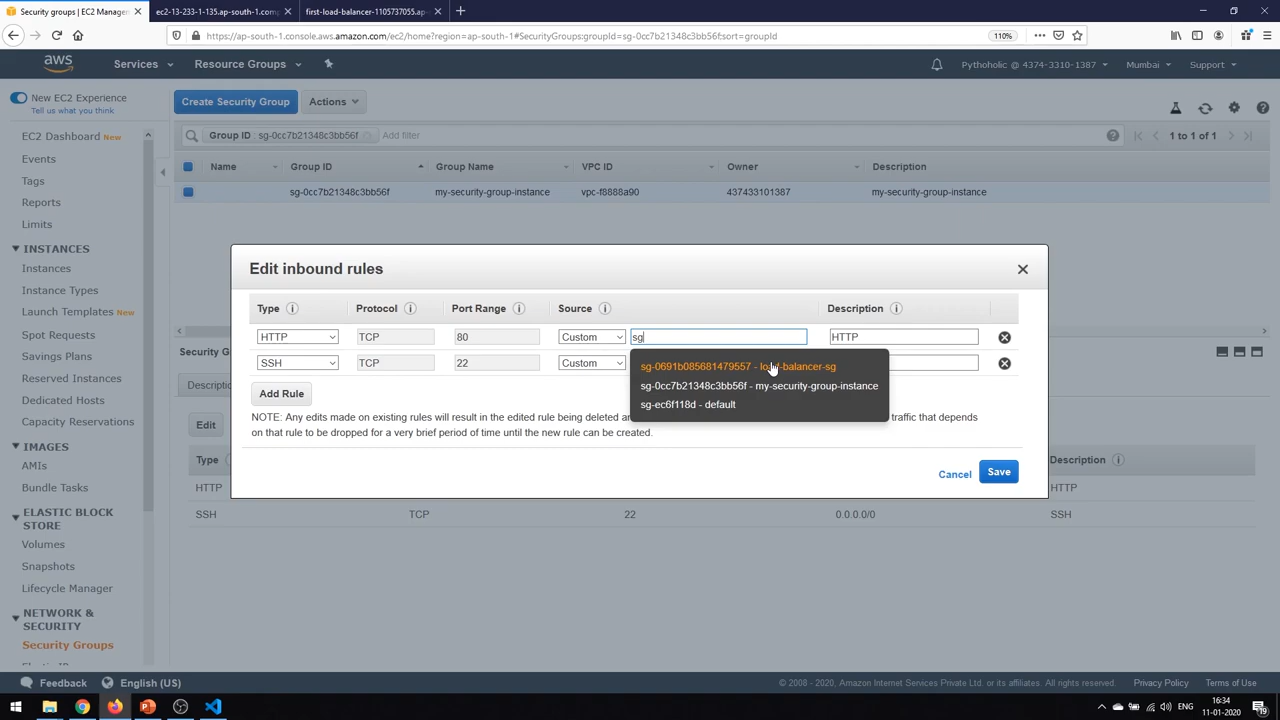 Security groups | EC2 Manager
ec2-13-233-1-135.ap-south-1.comp
first-load-balancer-1105737055.ap-
https://ap-south-1.console.aws.amazon.com/ec2/home?region=ap-south-1#SecurityGroups:groupId=sg-0cc7b21348c3bb56f;sort=groupId
110%
aws
Services
Resource Groups
Pytholic @ 4374-3310-1387
Mumbai
Support
New EC2 Experience
Tell us what you think
Create Security Group
Actions
Group ID : sg-0cc7b21348c3bb56f
Add filter
1 to 1 of 1
Name
Group ID
Group Name
VPC ID
Owner
Description
sg-0cc7b21348c3bb56f
my-security-group-instance
vpc-f8888a90
437433101387
my-security-group-instance
EC2 Dashboard New
Events
Tags
Reports
Limits
INSTANCES
Instances
Instance Types
Launch Templates New
Spot Requests
Savings Plans
Reserved Instances
Dedicated Hosts
Capacity Reservations
IMAGES
AMIs
Bundle Tasks
ELASTIC BLOCK
STORE
Volumes
Snapshots
Lifecycle Manager
NETWORK &
SECURITY
Security Groups
Edit inbound rules
Type
Protocol
Port Range
Source
Description
HTTP
TCP
80
Custom
sg
HTTP
SSH
TCP
22
Custom
sg-0691b085681479557 - load-balancer-sg
sg-0cc7b21348c3bb56f - my-security-group-instance
sg-ec6f118d - default
Add Rule
NOTE: Any edits made on existing rules will result in the edited rule being deleted an
traffic that depends
on that rule to be dropped for a very brief period of time until the new rule can be created.
Cancel
Save
Security G
Description
Edit
Type
Description
HTTP
HTTP
SSH
TCP
22
0.0.0.0/0
SSH
Feedback
English (US)
© 2008 - 2020, Amazon Internet Services Private Ltd. or its affiliates. All rights reserved.
Privacy Policy
Terms of Use
ENG
16:34
11-01-2020
19